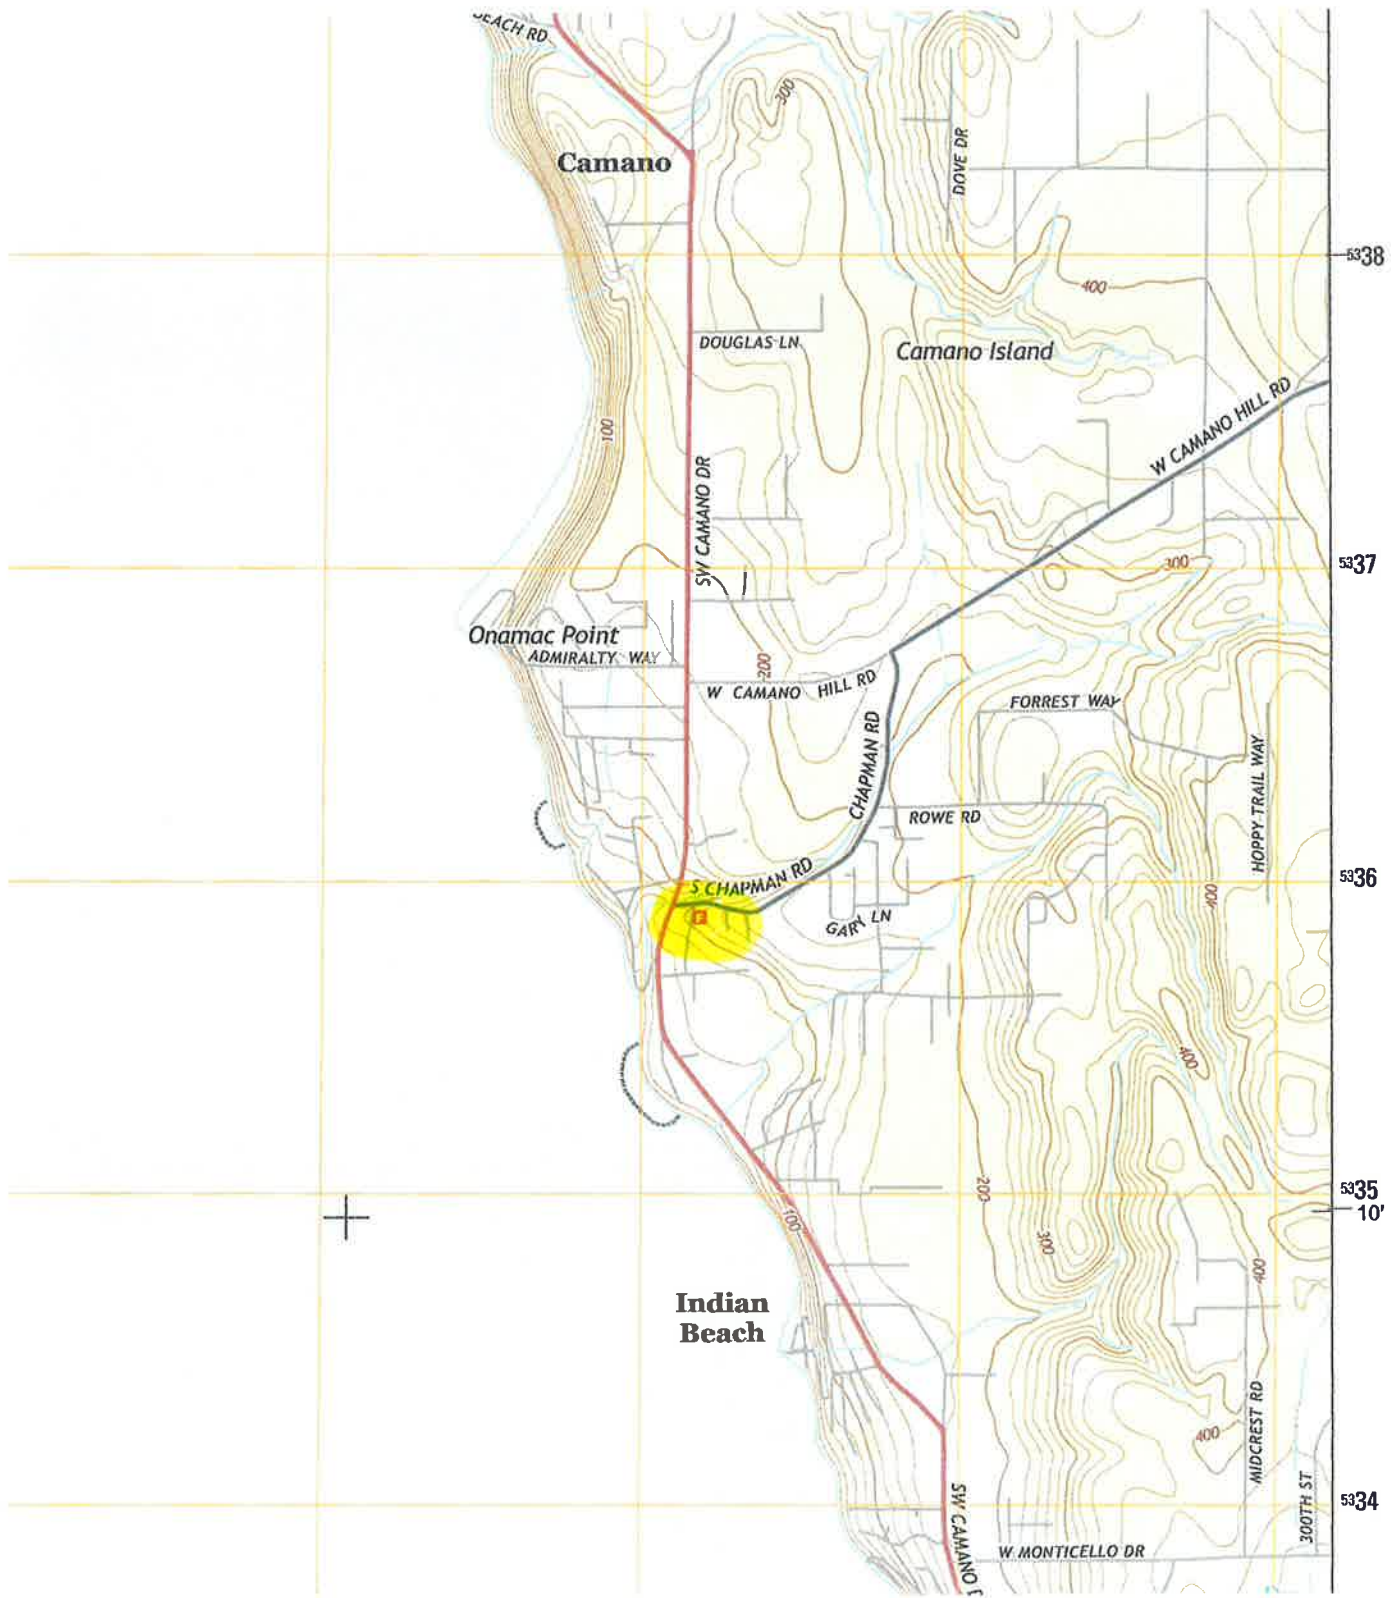 BEACH RD
Camano
300
DOVE DR
5338
400
DOUGLAS LN
Camano Island
W CAMANO HILL RD
100
SW CAMANO DR
5337
300
Onamac Point
ADMIRALTY WAY
200
W CAMANO HILL RD
FORREST WAY
CHAPMAN RD
HOPPY TRAIL WAY
ROWE RD
S CHAPMAN RD
5336
400
F
GARY LN
400
200
5335
10'
100
300
400
Indian
Beach
MIDCREST RD
400
300TH ST
5334
SW CAMANO
W MONTICELLO DR